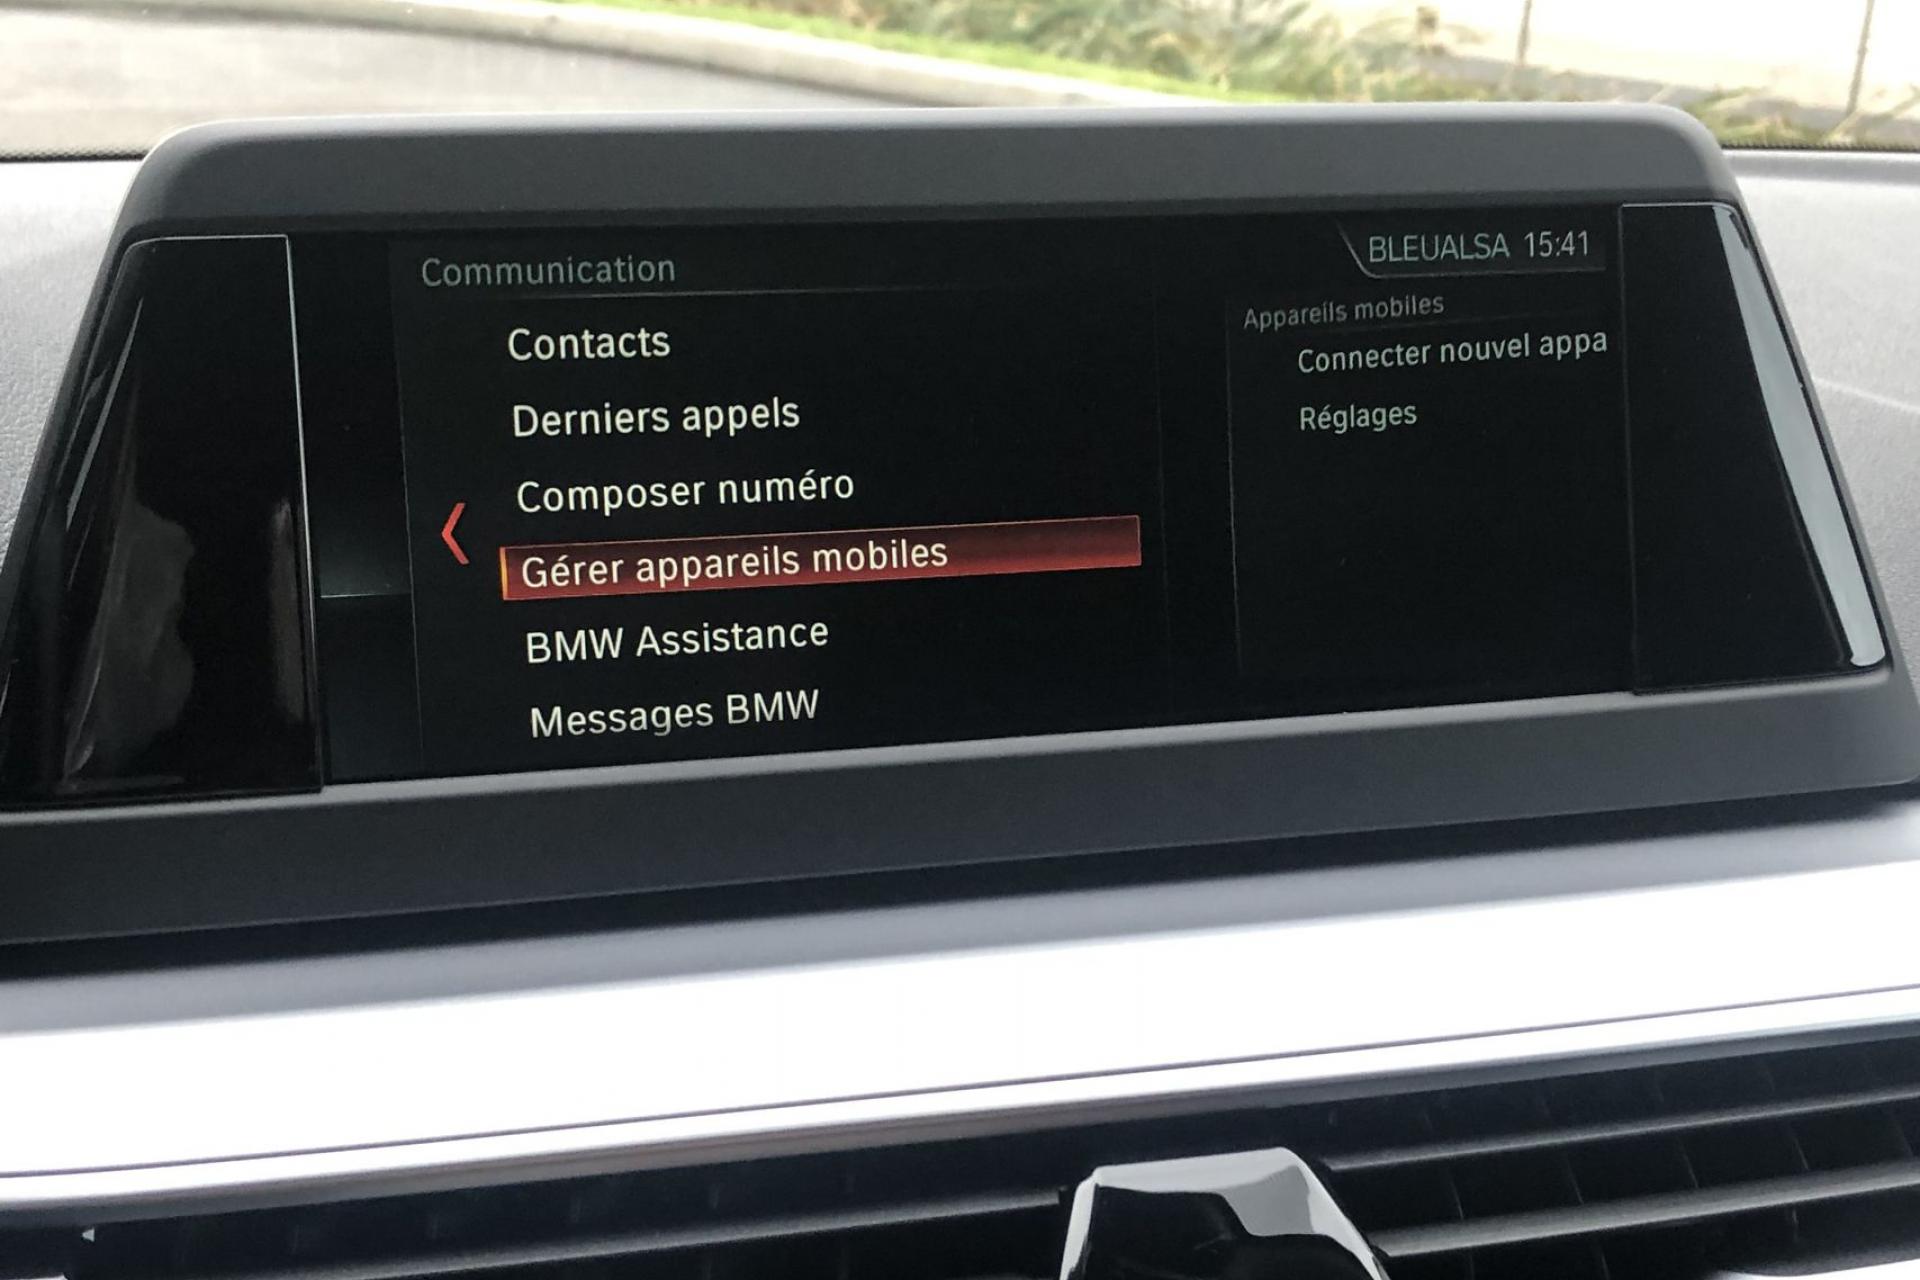 BLEUALSA 15:41
Communication
Contacts
Derniers appels
Composer numéro
Gérer appareils mobiles
BMW Assistance
Messages BMW
Appareils mobiles
Connecter nouvel appa
Réglages